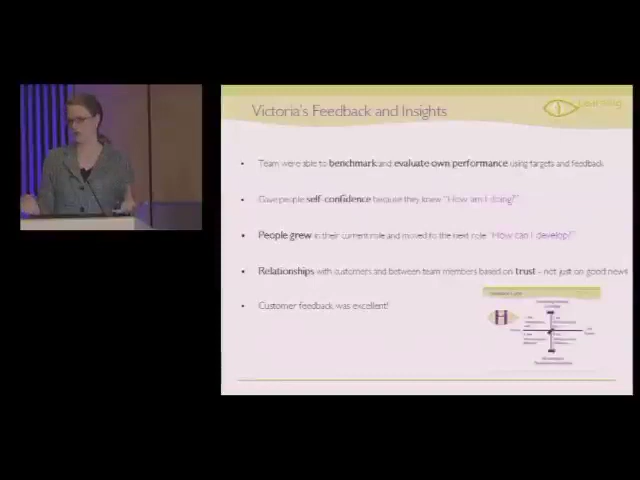 Victoria's Feedback and Insights
Learning
Team were able to benchmark and evaluate own performance using targets and feedback
Gave people self-confidence because they knew "How am I doing?"
People grew in their current role and moved to the next role "How can I develop?"
Relationships with customers and between team members based on trust - not just on good news!
Customer feedback was excellent!
H